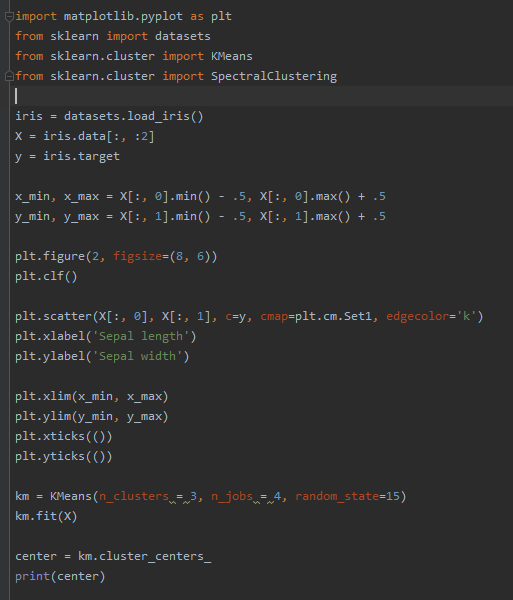 import matplotlib.pyplot as plt
from sklearn import datasets
from sklearn.cluster import KMeans
from sklearn.cluster import SpectralClustering
iris = datasets.load_iris()
X = iris.data[:, :2]
y = iris.target
x_min, x_max = X[:, 0].min() - .5, X[:, 0].max() + .5
y_min, y_max = X[:, 1].min() - .5, X[:, 1].max() + .5
plt.figure(2, figsize=(8, 6))
plt.clf()
plt.scatter(X[:, 0], X[:, 1], c=y, cmap=plt.cm.Set1, edgecolor='k')
plt.xlabel('Sepal length')
plt.ylabel('Sepal width')
plt.xlim(x_min, x_max)
plt.ylim(y_min, y_max)
plt.xticks(())
plt.yticks(())
km = KMeans(n_clusters = 3, n_jobs = 4, random_state=15)
km.fit(X)
center = km.cluster_centers_
print(center)